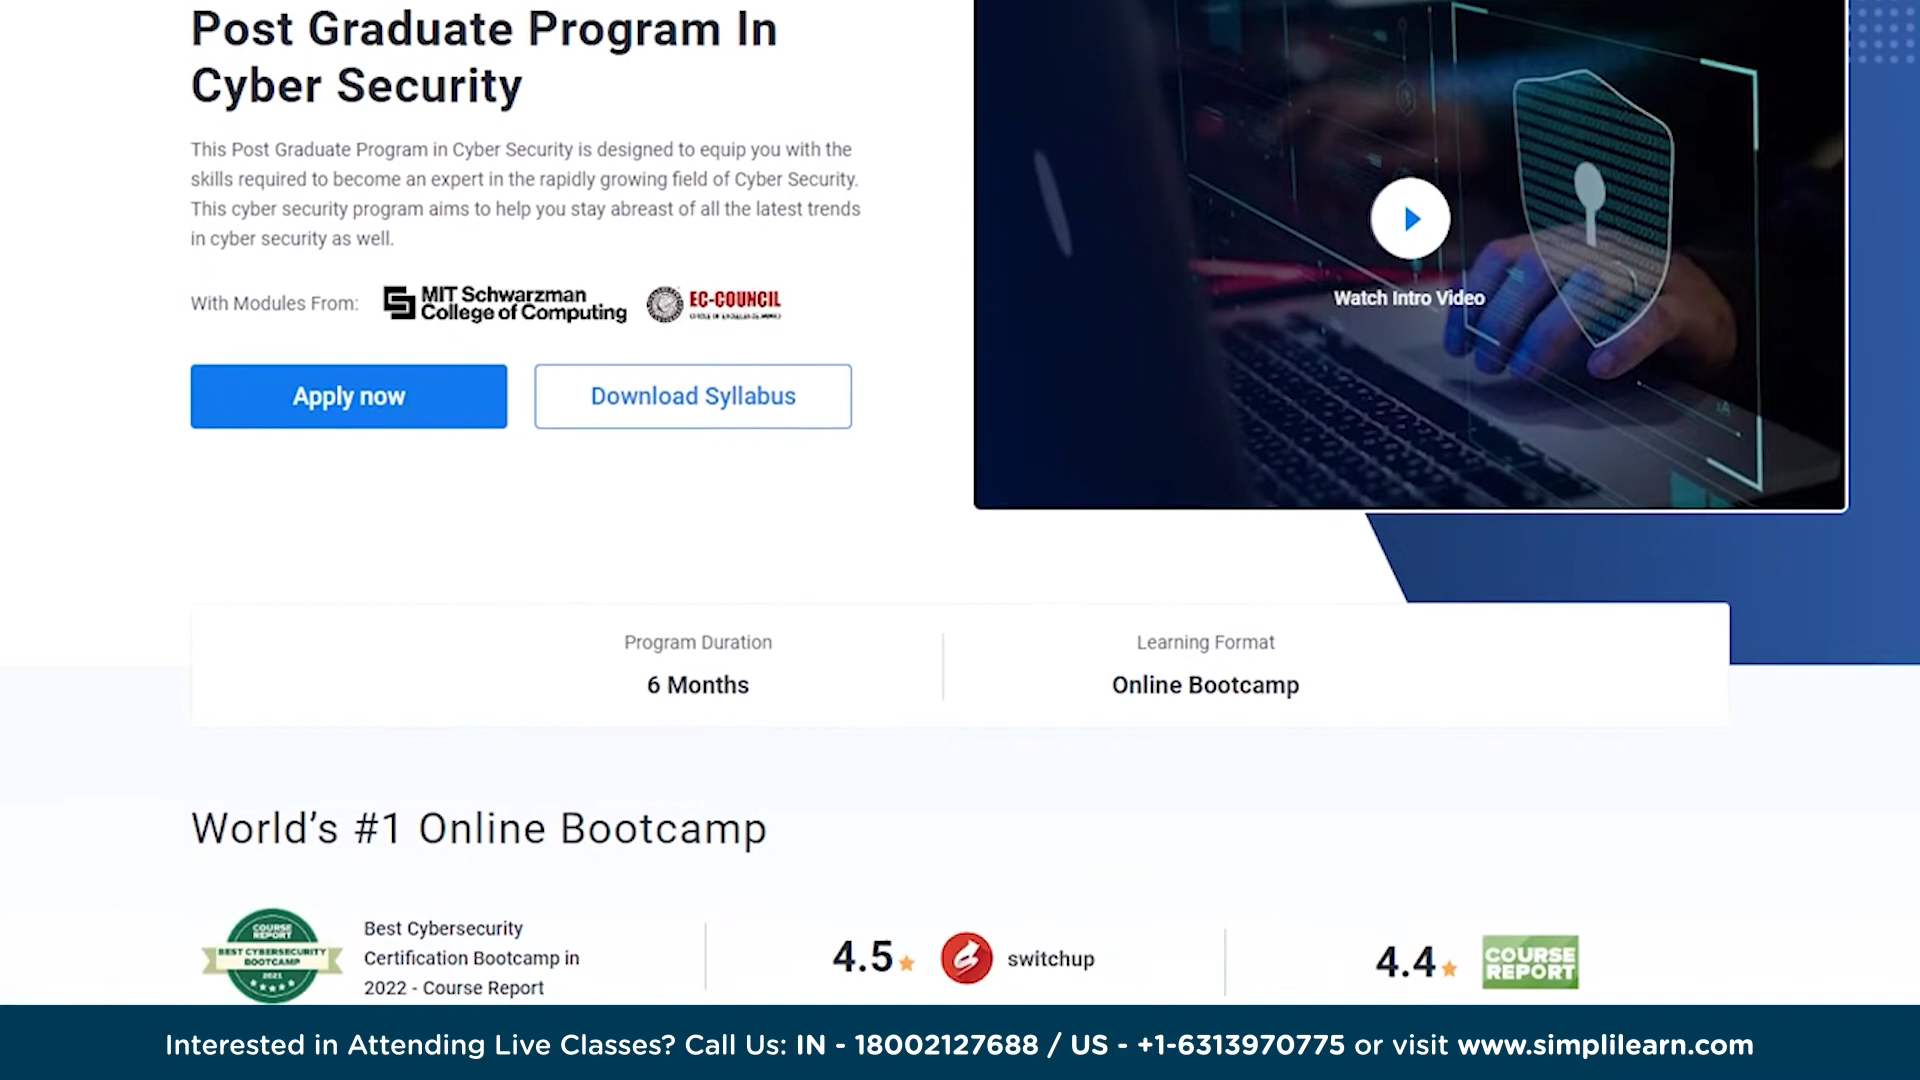 Post Graduate Program In
Cyber Security
This Post Graduate Program in Cyber Security is designed to equip you with the
skills required to become an expert in the rapidly growing field of Cyber Security.
This cyber security program aims to help you stay abreast of all the latest trends
in cyber security as well.
With Modules From:
MIT Schwarzman
College of Computing
EC-COUNCIL
Apply now
Download Syllabus
Watch Intro Video
Program Duration
6 Months
Learning Format
Online Bootcamp
World's #1 Online Bootcamp
COURSE
REPORT
BEST CYBERSECURITY
BOOTCAMP
2021
Best Cybersecurity
Certification Bootcamp in
2022 - Course Report
4.5
switchup
4.4
COURSE
REPORT
Interested in Attending Live Classes? Call Us: IN - 18002127688 / US - +1-6313970775 or visit www.simplilearn.com